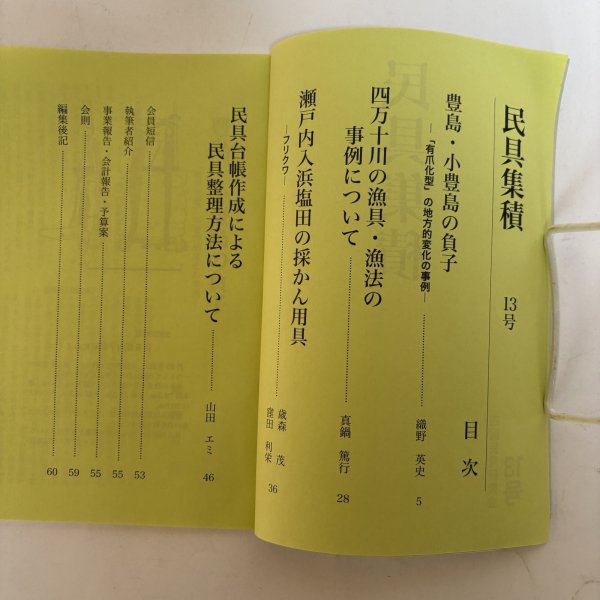 民具集積 13号
目次
豊島・小豊島の負子
―「有爪化型」の地方的変化の事例―
織野 英史 5
四万十川の漁具・漁法の
事例について
真鍋 篤行 28
瀬戸内入浜塩田の採かん用具
―フリクワ―
歳森 茂
窪田 利栄 36
民具台帳作成による
民具整理方法について
山田 エミ 46
会員短信 53
執筆者紹介 55
事業報告・会計報告・予算案 55
会則 59
編集後記 60